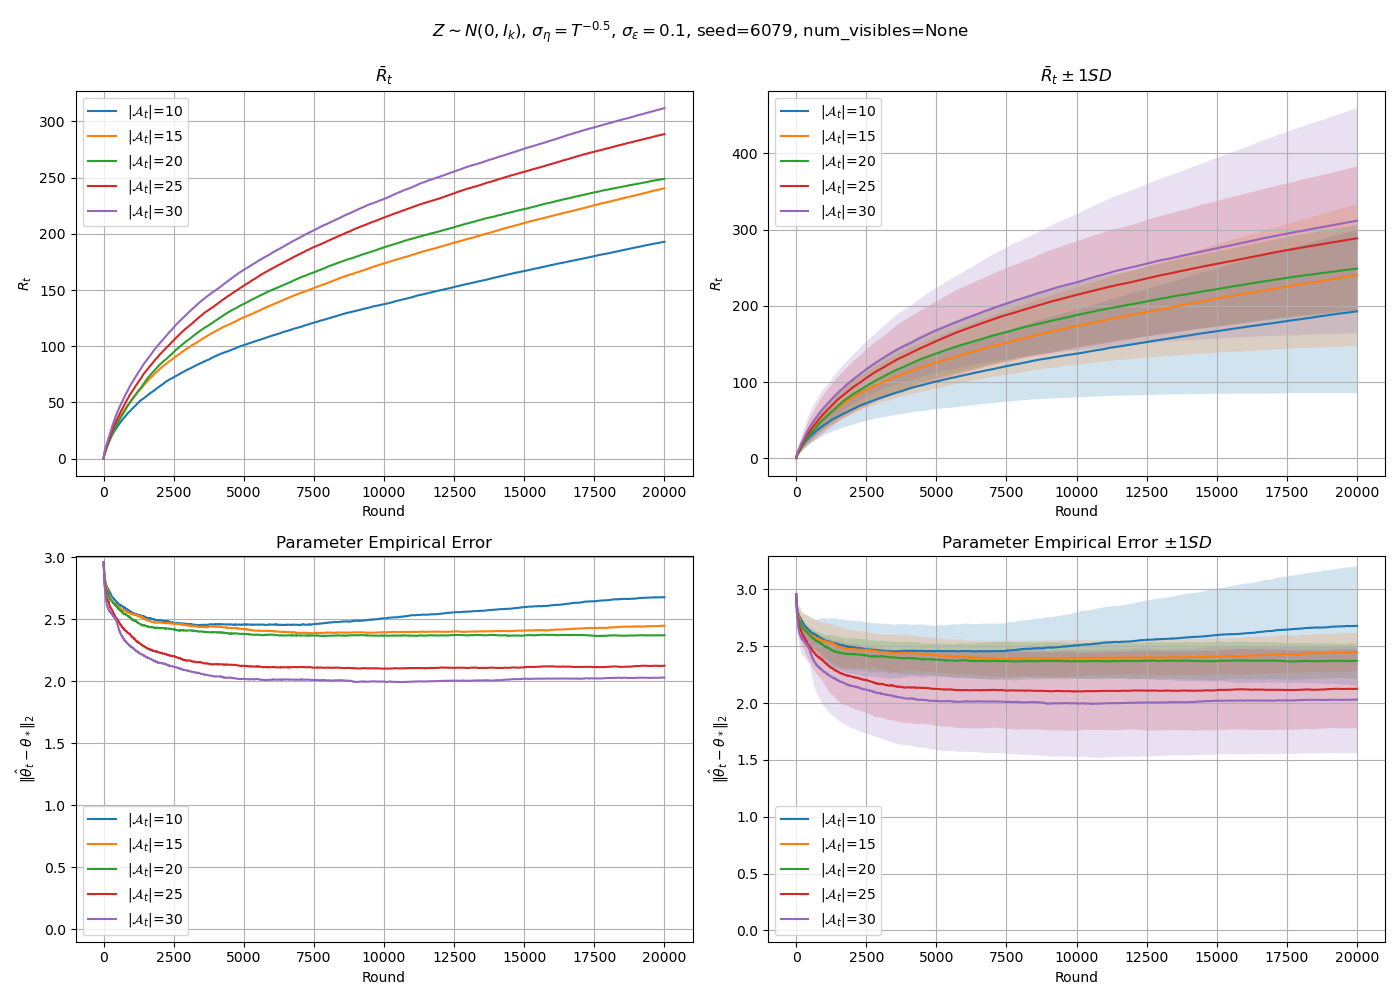 Z ∼ N(0, I_k), σ_η = T^{−0.5}, σ_ε = 0.1, seed=6079, num_visibles=None
R̄_t
R_t
300
250
200
150
100
50
0
|𝒜_t|=10
|𝒜_t|=15
|𝒜_t|=20
|𝒜_t|=25
|𝒜_t|=30
0 2500 5000 7500 10000 12500 15000 17500 20000
Round
R̄_t ± 1SD
R_t
400
300
200
100
0
|𝒜_t|=10
|𝒜_t|=15
|𝒜_t|=20
|𝒜_t|=25
|𝒜_t|=30
0 2500 5000 7500 10000 12500 15000 17500 20000
Round
Parameter Empirical Error
‖θ̂_t − θ_*‖_2
3.0
2.5
2.0
1.5
1.0
0.5
0.0
|𝒜_t|=10
|𝒜_t|=15
|𝒜_t|=20
|𝒜_t|=25
|𝒜_t|=30
0 2500 5000 7500 10000 12500 15000 17500 20000
Round
Parameter Empirical Error ±1SD
‖θ̂_t − θ_*‖_2
3.0
2.5
2.0
1.5
1.0
0.5
0.0
|𝒜_t|=10
|𝒜_t|=15
|𝒜_t|=20
|𝒜_t|=25
|𝒜_t|=30
0 2500 5000 7500 10000 12500 15000 17500 20000
Round